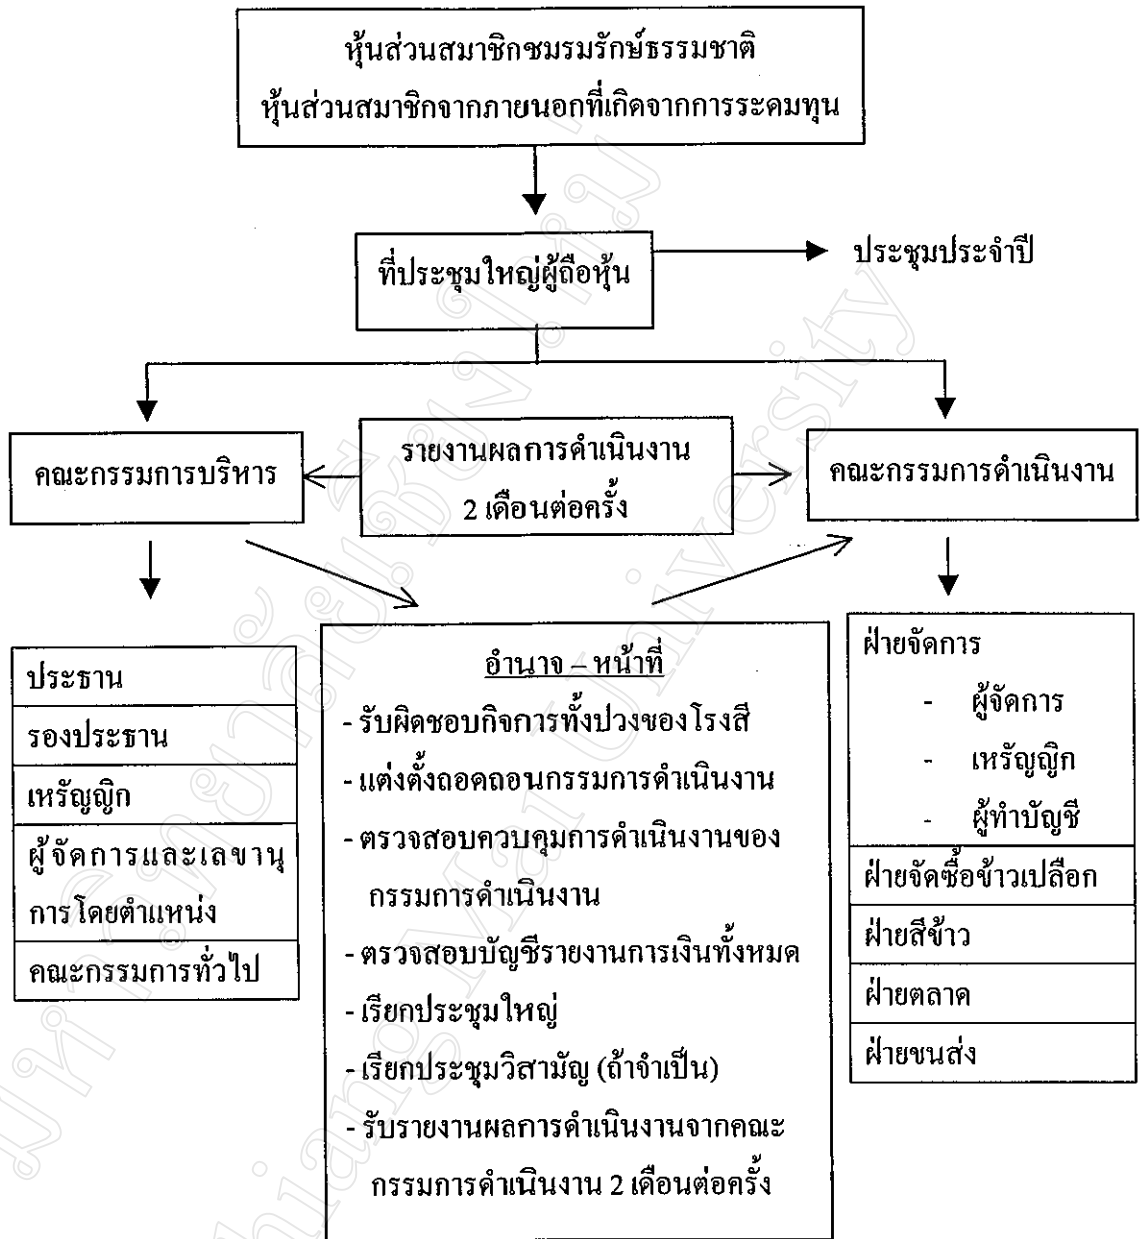 หุ้นส่วนสมาชิกชมรมรักษ์ธรรมชาติ
หุ้นส่วนสมาชิกจากภายนอกที่เกิดจากการระดมทุน
ที่ประชุมใหญ่ผู้ถือหุ้น
ประชุมประจำปี
คณะกรรมการบริหาร
รายงานผลการดำเนินงาน
2 เดือนต่อครั้ง
คณะกรรมการดำเนินงาน
ประธาน
รองประธาน
เหรัญญิก
ผู้จัดการและเลขานุ
การโดยตำแหน่ง
คณะกรรมการทั่วไป
อำนาจ – หน้าที่
- รับผิดชอบกิจการทั้งปวงของโรงสี
- แต่งตั้งถอดถอนกรรมการดำเนินงาน
- ตรวจสอบควบคุมการดำเนินงานของ
กรรมการดำเนินงาน
- ตรวจสอบบัญชีรายงานการเงินทั้งหมด
- เรียกประชุมใหญ่
- เรียกประชุมวิสามัญ (ถ้าจำเป็น)
- รับรายงานผลการดำเนินงานจากคณะ
กรรมการดำเนินงาน 2 เดือนต่อครั้ง
ฝ่ายจัดการ
- ผู้จัดการ
- เหรัญญิก
- ผู้ทำบัญชี
ฝ่ายจัดซื้อข้าวเปลือก
ฝ่ายสีข้าว
ฝ่ายตลาด
ฝ่ายขนส่ง
มหาวิทยาลัยเชียงใหม่
Chiang Mai University